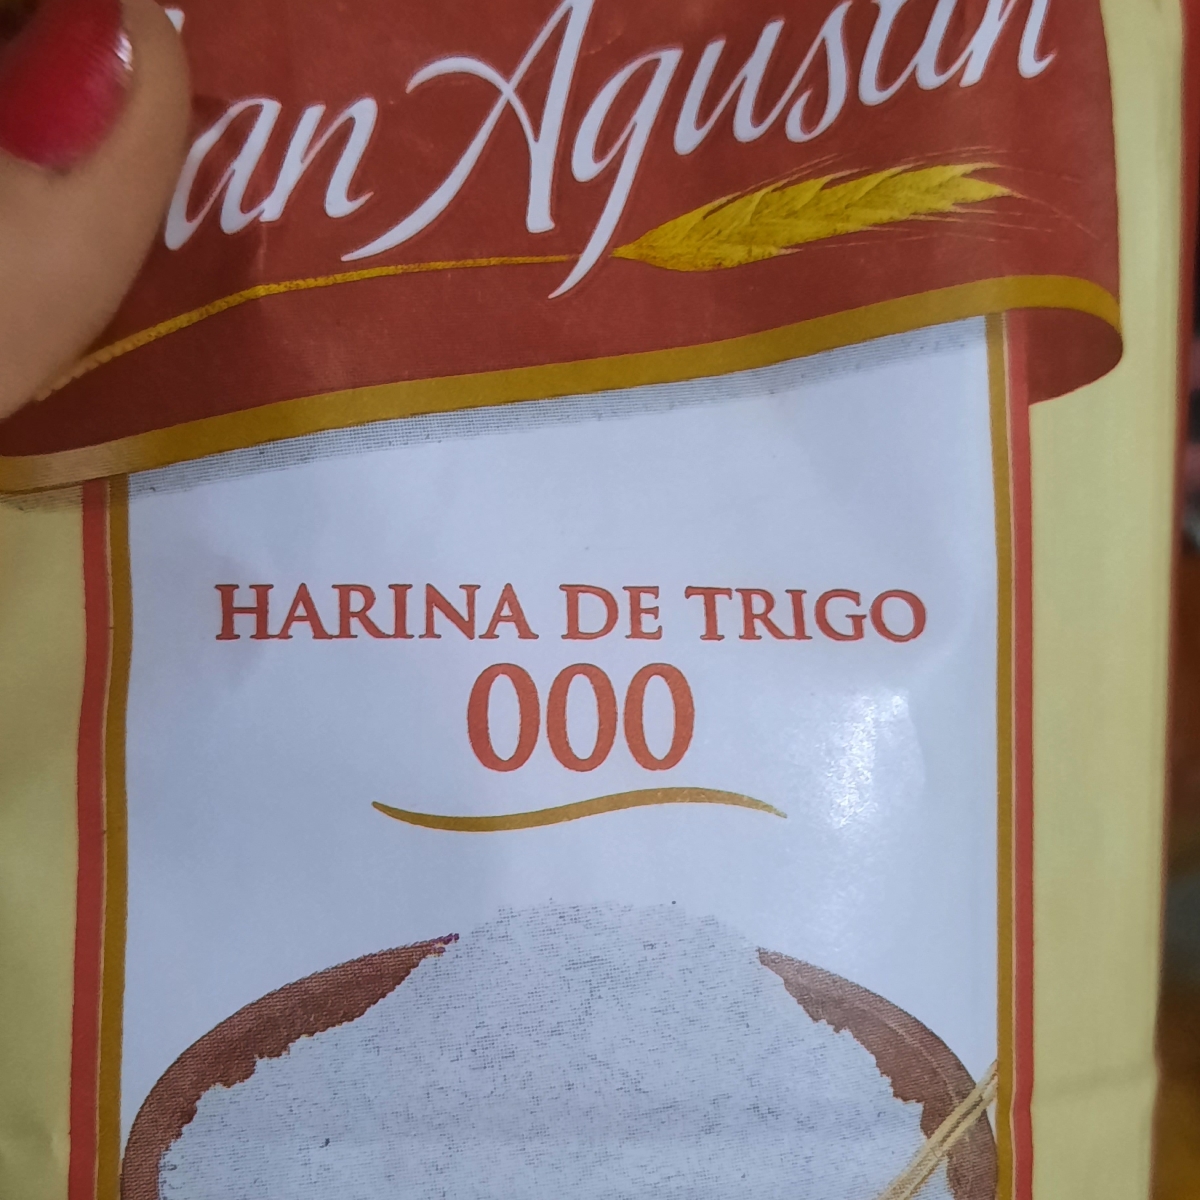 an Agustin
HARINA DE TRIGO
000